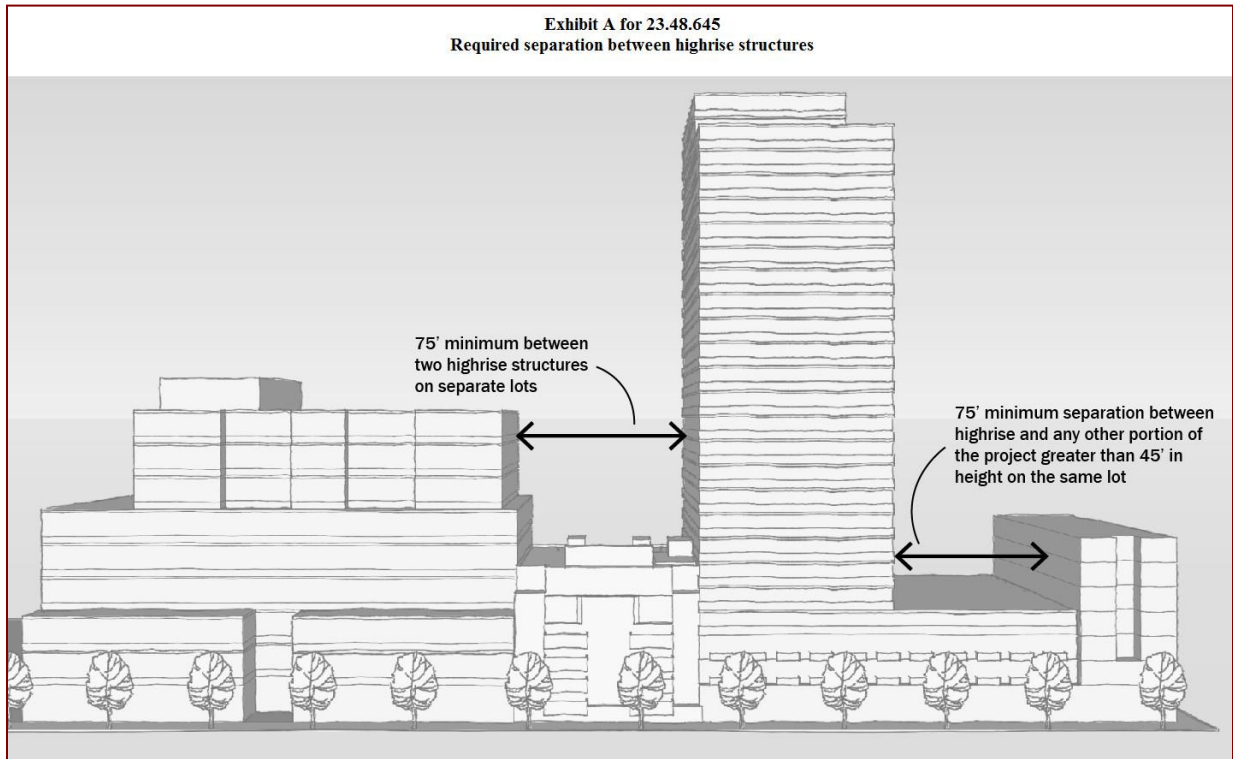 Exhibit A for 23.48.645
Required separation between highrise structures
75’ minimum between
two highrise structures
on separate lots
75’ minimum separation between
highrise and any other portion of
the project greater than 45’ in
height on the same lot